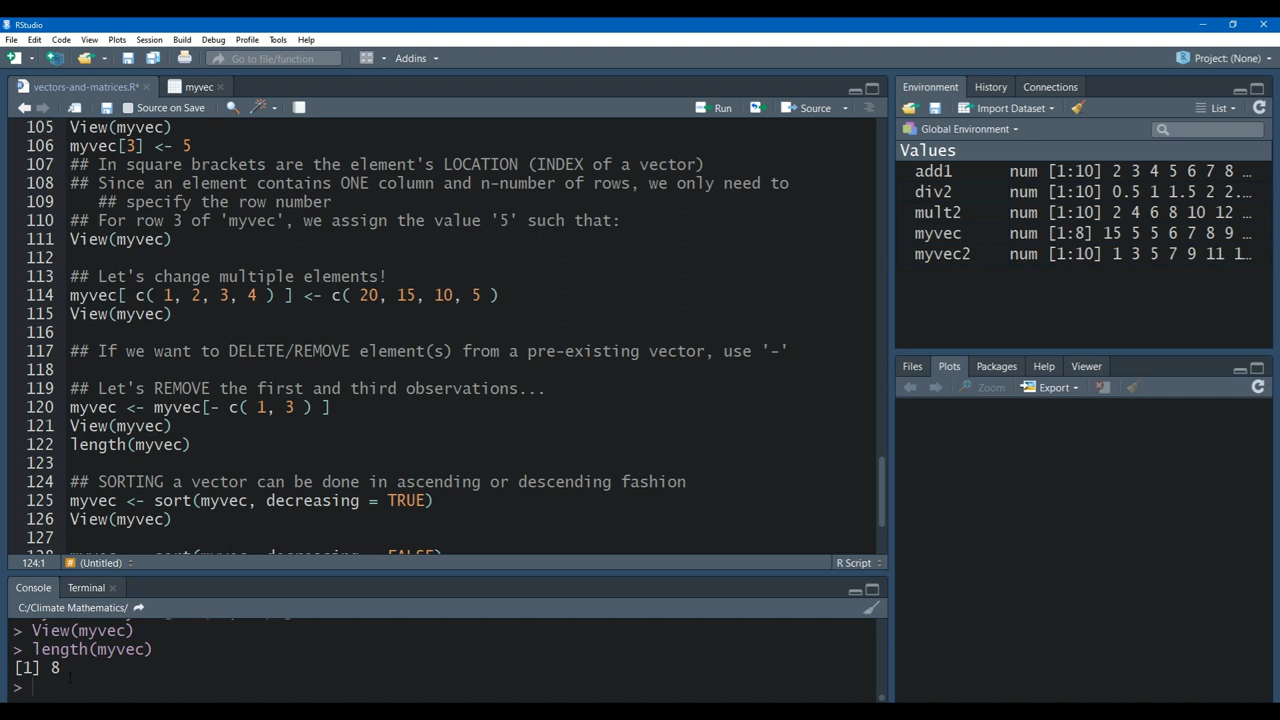 RStudio
File Edit Code View Plots Session Build Debug Profile Tools Help
Go to file/function Addins Project: (None)
vectors-and-matrices.R* myvec
Source on Save Run Source
105 View(myvec)
106 myvec[3] <- 5
107 ## In square brackets are the element's LOCATION (INDEX of a vector)
108 ## Since an element contains ONE column and n-number of rows, we only need to
109 ## specify the row number
110 ## For row 3 of 'myvec', we assign the value '5' such that:
111 View(myvec)
112
113 ## Let's change multiple elements!
114 myvec[ c( 1, 2, 3, 4 ) ] <- c( 20, 15, 10, 5 )
115 View(myvec)
116
117 ## If we want to DELETE/REMOVE element(s) from a pre-existing vector, use '-'
118
119 ## Let's REMOVE the first and third observations...
120 myvec <- myvec[- c( 1, 3 ) ]
121 View(myvec)
122 length(myvec)
123
124 ## SORTING a vector can be done in ascending or descending fashion
125 myvec <- sort(myvec, decreasing = TRUE)
126 View(myvec)
127
124:1 # (Untitled) R Script
Console Terminal
C:/Climate Mathematics/
> View(myvec)
> length(myvec)
[1] 8
>
Environment History Connections
Import Dataset List
Global Environment
Values
add1 num [1:10] 2 3 4 5 6 7 8 ...
div2 num [1:10] 0.5 1 1.5 2 2...
mult2 num [1:10] 2 4 6 8 10 12 ...
myvec num [1:8] 15 5 5 6 7 8 9 ...
myvec2 num [1:10] 1 3 5 7 9 11 1...
Files Plots Packages Help Viewer
Zoom Export